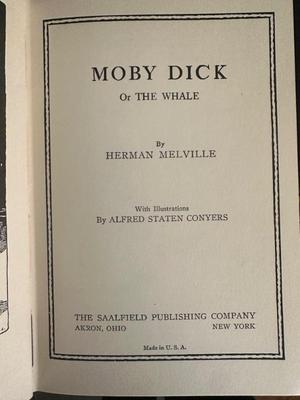 MOBY DICK
Or THE WHALE
By
HERMAN MELVILLE
With Illustrations
By ALFRED STATEN CONYERS
THE SAALFIELD PUBLISHING COMPANY
AKRON, OHIO NEW YORK
Made in U. S. A.